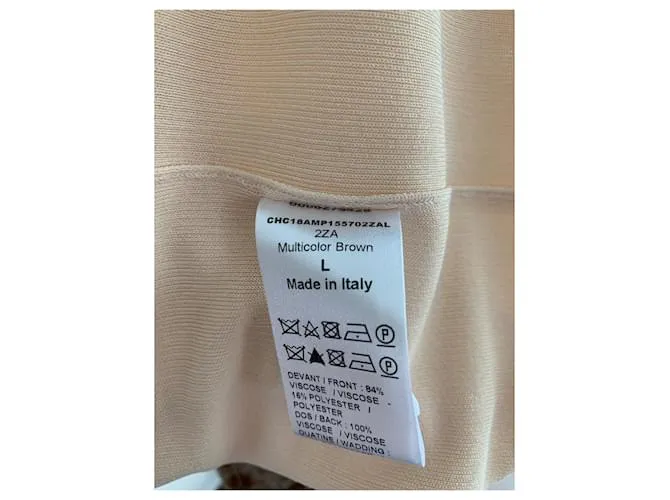 CHC18AMP155702ZAL
2ZA
Multicolor Brown
L
Made in Italy
P
P
DEVANT / FRONT : 84%
VISCOSE / VISCOSE -
16% POLYESTER /
POLYESTER
DOS / BACK : 100%
VISCOSE / VISCOSE
OUATINE / WADDING :